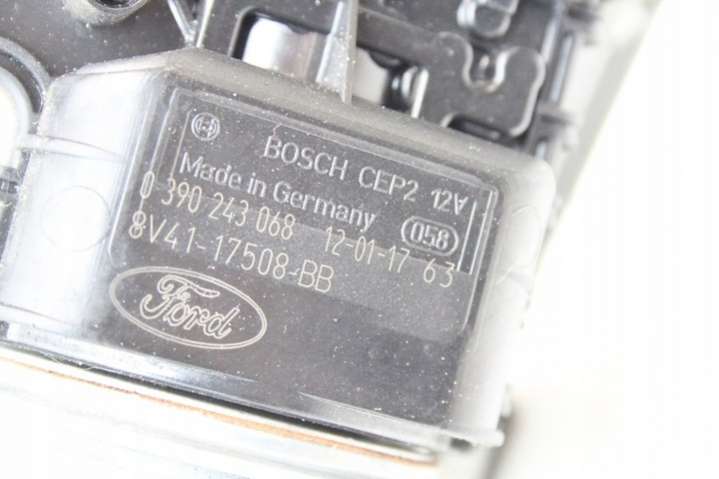 BOSCH CEP2 12V
Made in Germany 058
0 390 243 068 12-01-17 63
8V41-17508-BB
Ford